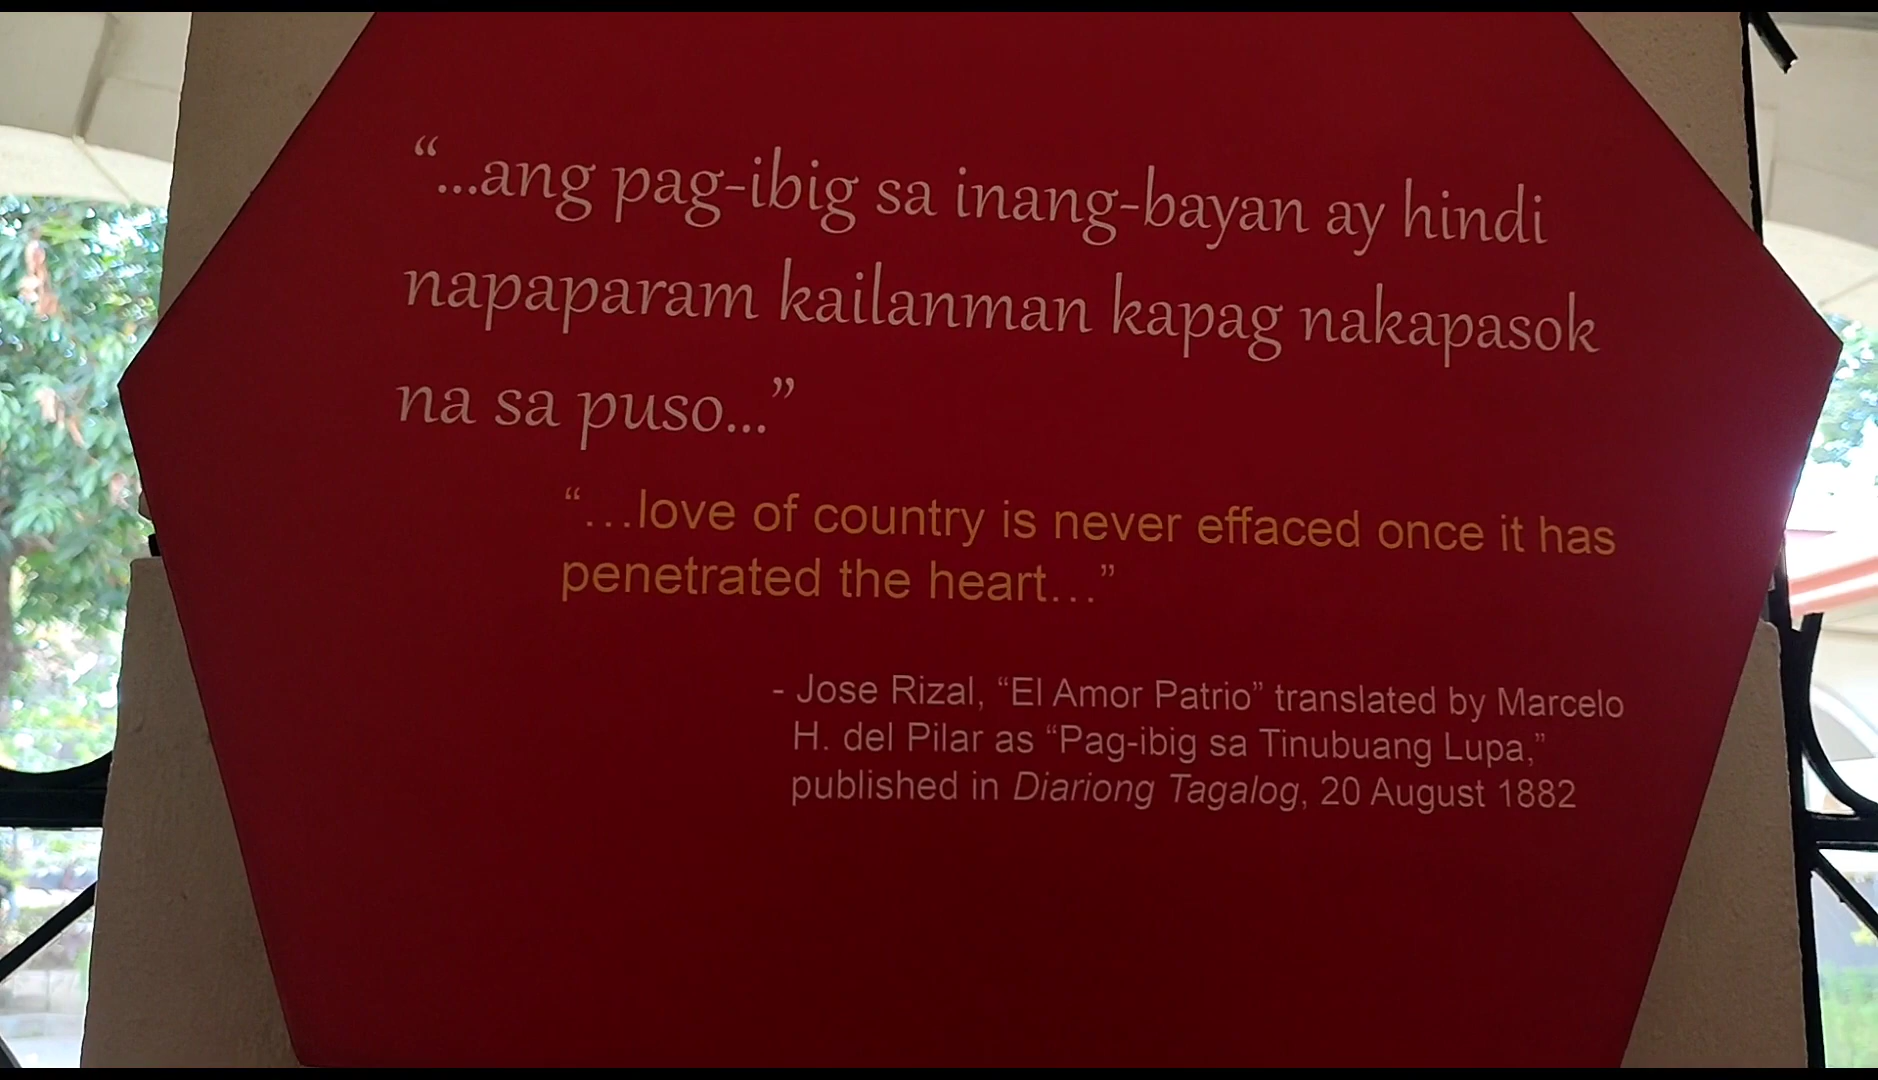 “...ang pag-ibig sa inang-bayan ay hindi
napaparam kailanman kapag nakapasok
na sa puso...”
“...love of country is never effaced once it has
penetrated the heart...”
- Jose Rizal, “El Amor Patrio” translated by Marcelo
H. del Pilar as “Pag-ibig sa Tinubuang Lupa,”
published in Diariong Tagalog, 20 August 1882